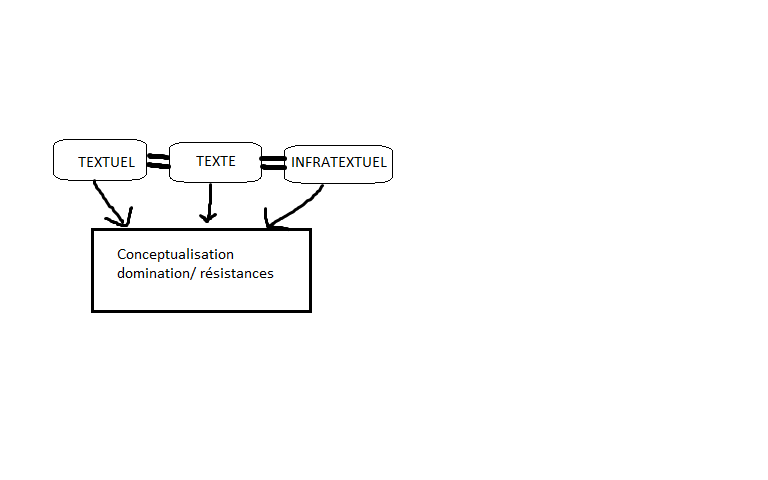 TEXTUEL
TEXTE
INFRATEXTUEL
Conceptualisation
domination/ résistances